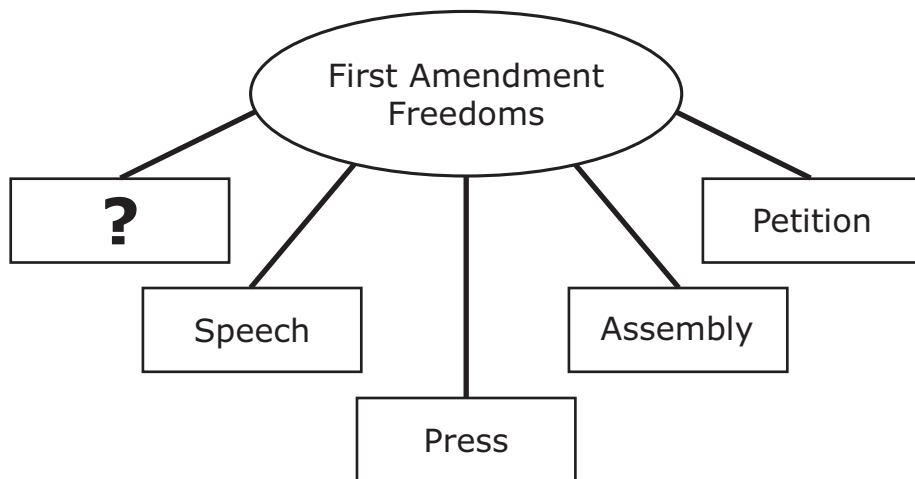 First Amendment
Freedoms
?
Petition
Speech
Assembly
Press